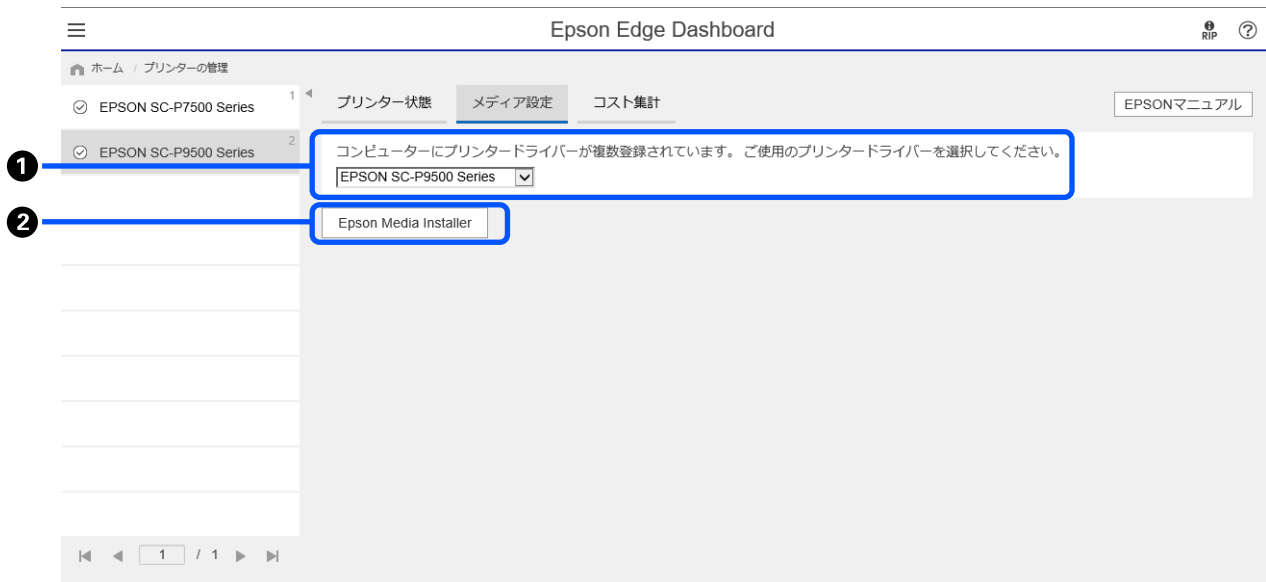 Epson Edge Dashboard
RIP
ホーム / プリンターの管理
EPSON SC-P7500 Series 1
EPSON SC-P9500 Series 2
プリンター状態 メディア設定 コスト集計
EPSONマニュアル
1
コンピューターにプリンタードライバーが複数登録されています。 ご使用のプリンタードライバーを選択してください。
EPSON SC-P9500 Series
2
Epson Media Installer
1 / 1